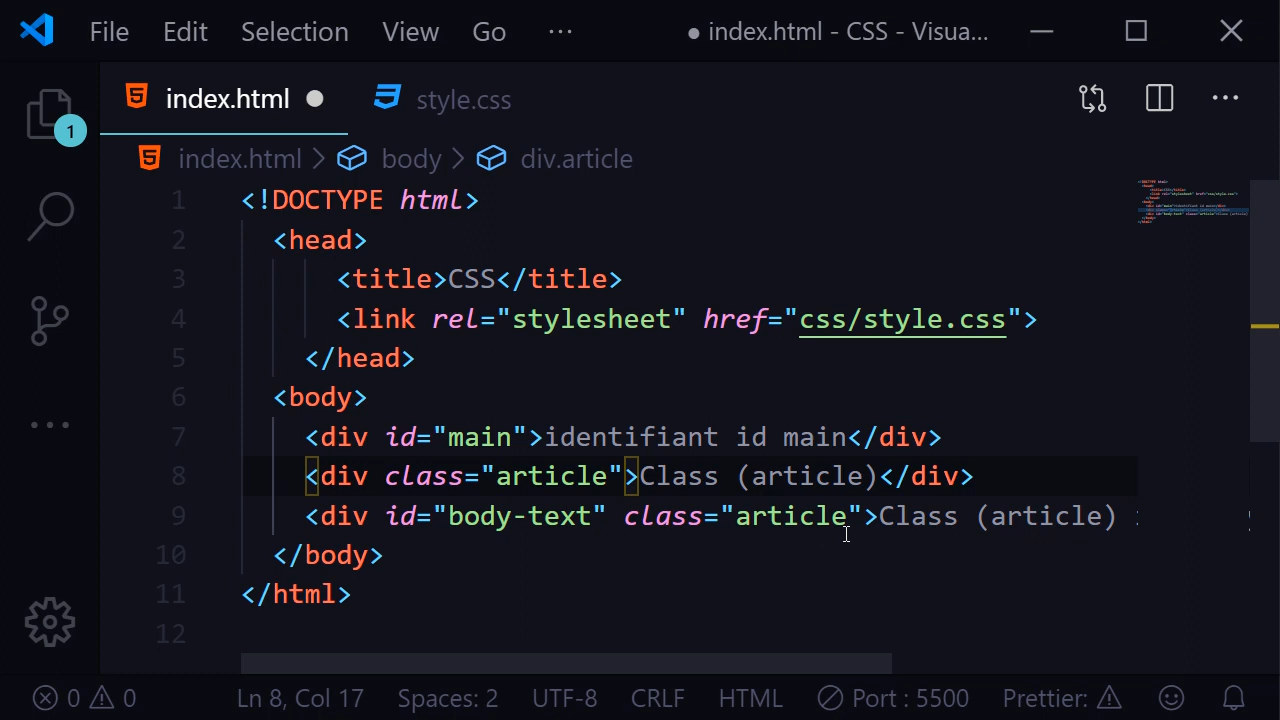 File Edit Selection View Go ··· ● index.html - CSS - Visua...
index.html ● style.css
1
index.html > body > div.article
1 <!DOCTYPE html>
2 <head>
3 <title>CSS</title>
4 <link rel="stylesheet" href="css/style.css">
5 </head>
6 <body>
7 <div id="main">identifiant id main</div>
8 <div class="article">Class (article)</div>
9 <div id="body-text" class="article">Class (article)
10 </body>
11 </html>
12
0 0 Ln 8, Col 17 Spaces: 2 UTF-8 CRLF HTML Port : 5500 Prettier: